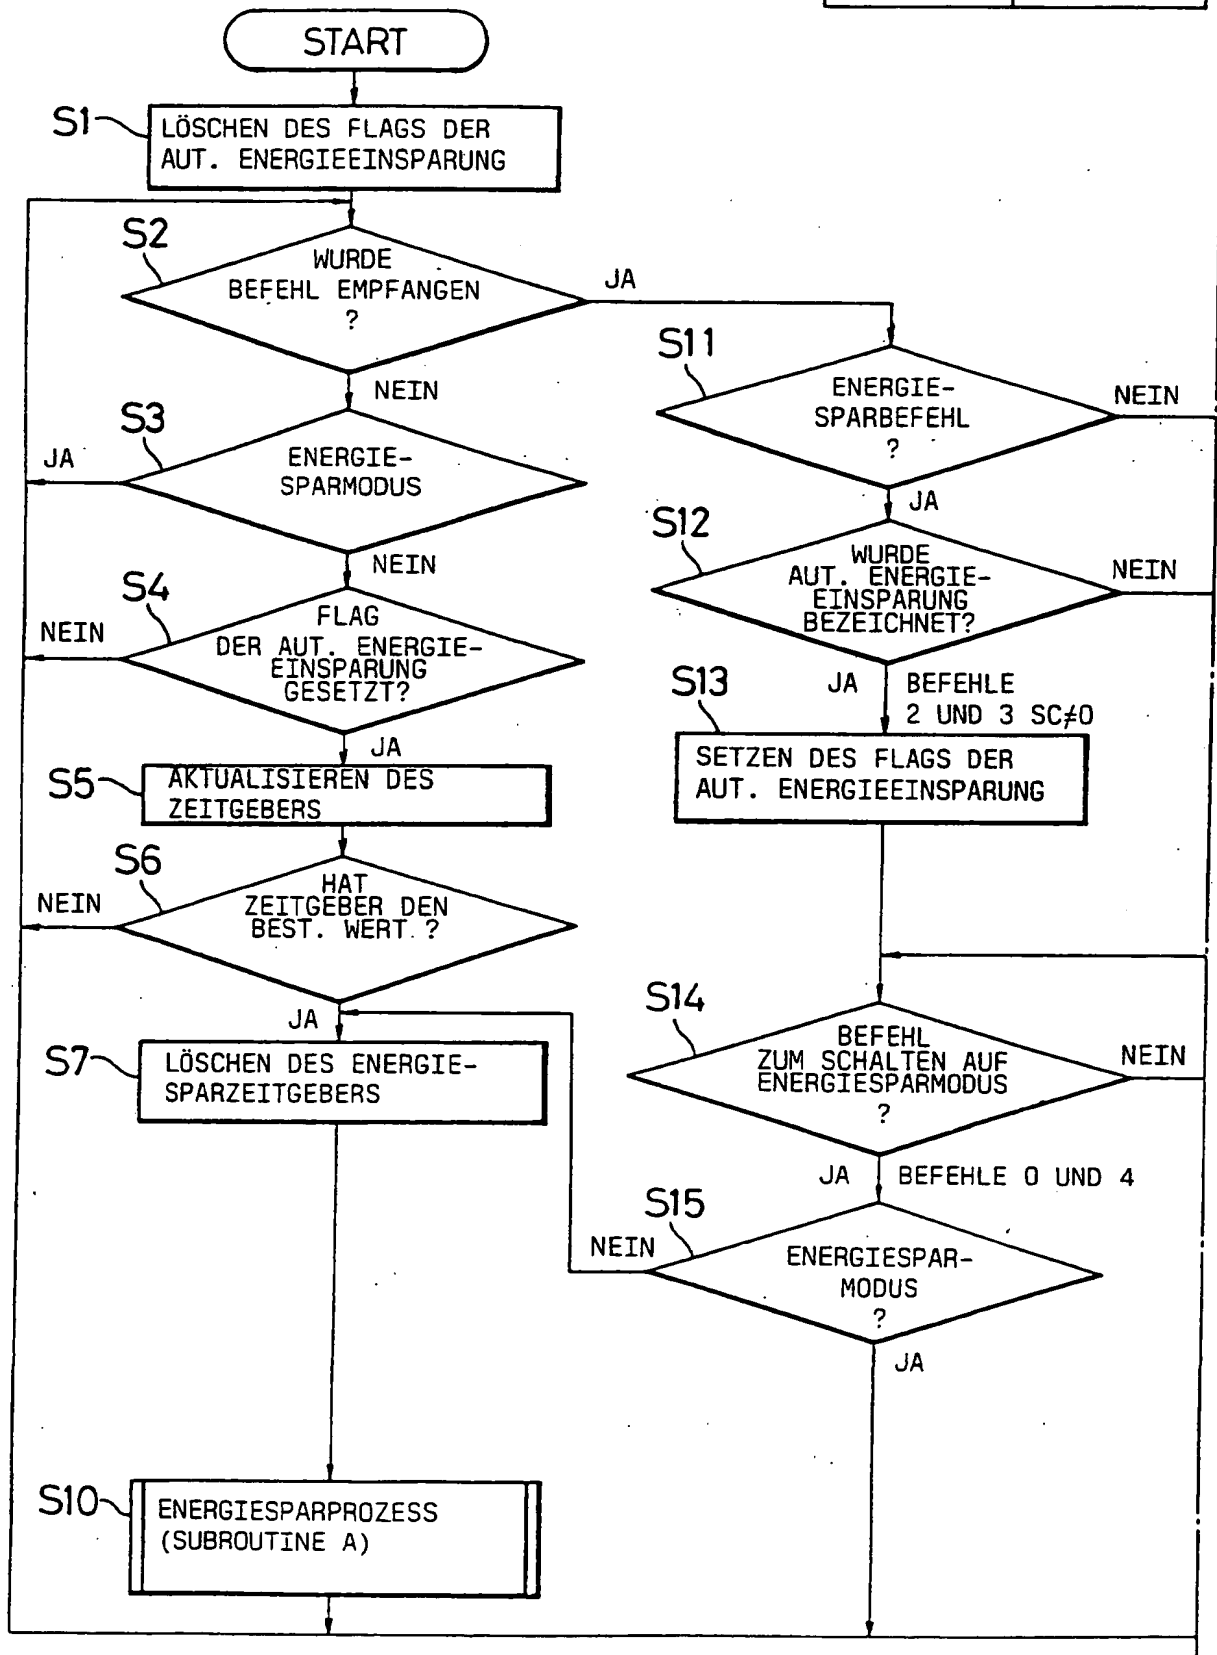 START
S1
LÖSCHEN DES FLAGS DER
AUT. ENERGIEEINSPARUNG
S2
WURDE
BEFEHL EMPFANGEN
?
JA
NEIN
S3
ENERGIE-
SPARMODUS
JA
NEIN
S4
FLAG
DER AUT. ENERGIE-
EINSPARUNG
GESETZT?
NEIN
JA
S5
AKTUALISIEREN DES
ZEITGEBERS
S6
HAT
ZEITGEBER DEN
BEST. WERT ?
NEIN
JA
S7
LÖSCHEN DES ENERGIE-
SPARZEITGEBERS
S10
ENERGIESPARPROZESS
(SUBROUTINE A)
S11
ENERGIE-
SPARBEFEHL
?
NEIN
JA
S12
WURDE
AUT. ENERGIE-
EINSPARUNG
BEZEICHNET?
NEIN
JA
BEFEHLE
2 UND 3 SC≠0
S13
SETZEN DES FLAGS DER
AUT. ENERGIEEINSPARUNG
S14
BEFEHL
ZUM SCHALTEN AUF
ENERGIESPARMODUS
?
NEIN
JA
BEFEHLE 0 UND 4
S15
ENERGIESPAR-
MODUS
?
NEIN
JA